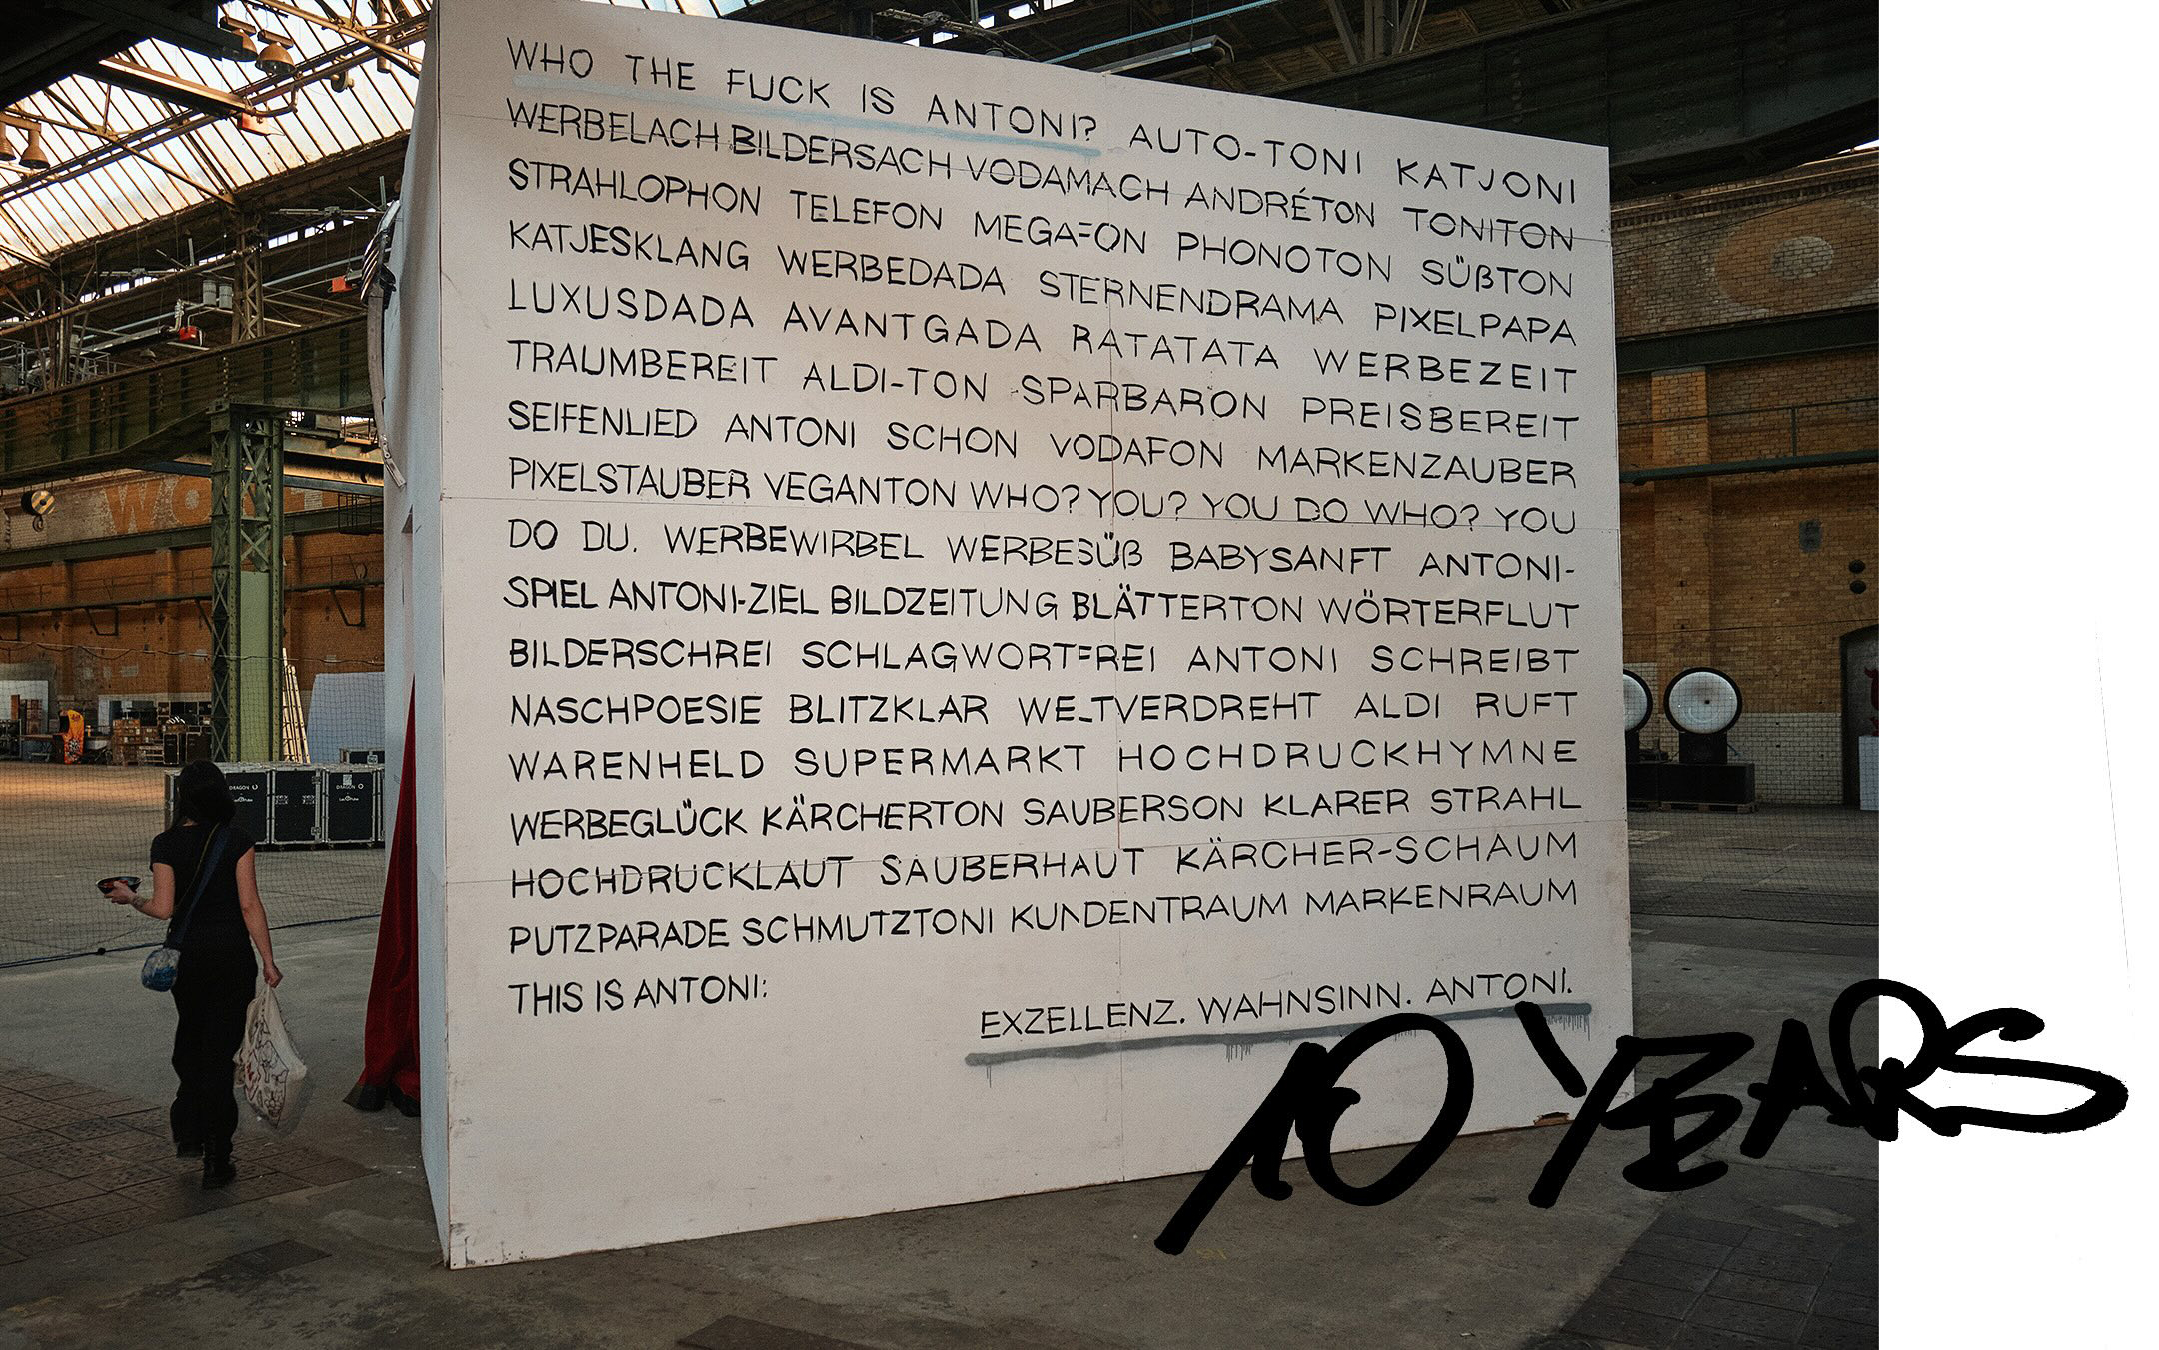 WHO THE FUCK IS ANTONI? AUTO-TONI KATJONI
WERBELACH BILDERSACH VODAMACH ANDRÉTON TONITON
STRAHLOPHON TELEFON MEGAFON PHONOTON SÜßTON
KATJESKLANG WERBEDADA STERNENDRAMA PIXELPAPA
LUXUSDADA AVANTGADA RATATATA WERBEZEIT
TRAUMBEREIT ALDI-TON SPARBARON PREISBEREIT
SEIFENLIED ANTONI SCHON VODAFON MARKENZAUBER
PIXELSTAUBER VEGANTON WHO? YOU? YOU DO WHO? YOU
DO DU. WERBEWIRBEL WERBESÜß BABYSANFT ANTONI-
SPIEL ANTONI-ZIEL BILDZEITUNG BLÄTTERTON WÖRTERFLUT
BILDERSCHREI SCHLAGWORTFREI ANTONI SCHREIBT
NASCHPOESIE BLITZKLAR WELTVERDREHT ALDI RUFT
WARENHELD SUPERMARKT HOCHDRUCKHYMNE
WERBEGLÜCK KÄRCHERTON SAUBERSON KLARER STRAHL
HOCHDRUCKLAUT SAUBERHAUT KÄRCHER-SCHAUM
PUTZPARADE SCHMUTZTONI KUNDENTRAUM MARKENRAUM
THIS IS ANTONI:
EXZELLENZ. WAHNSINN. ANTONI.
10 YEARS
DRAGON